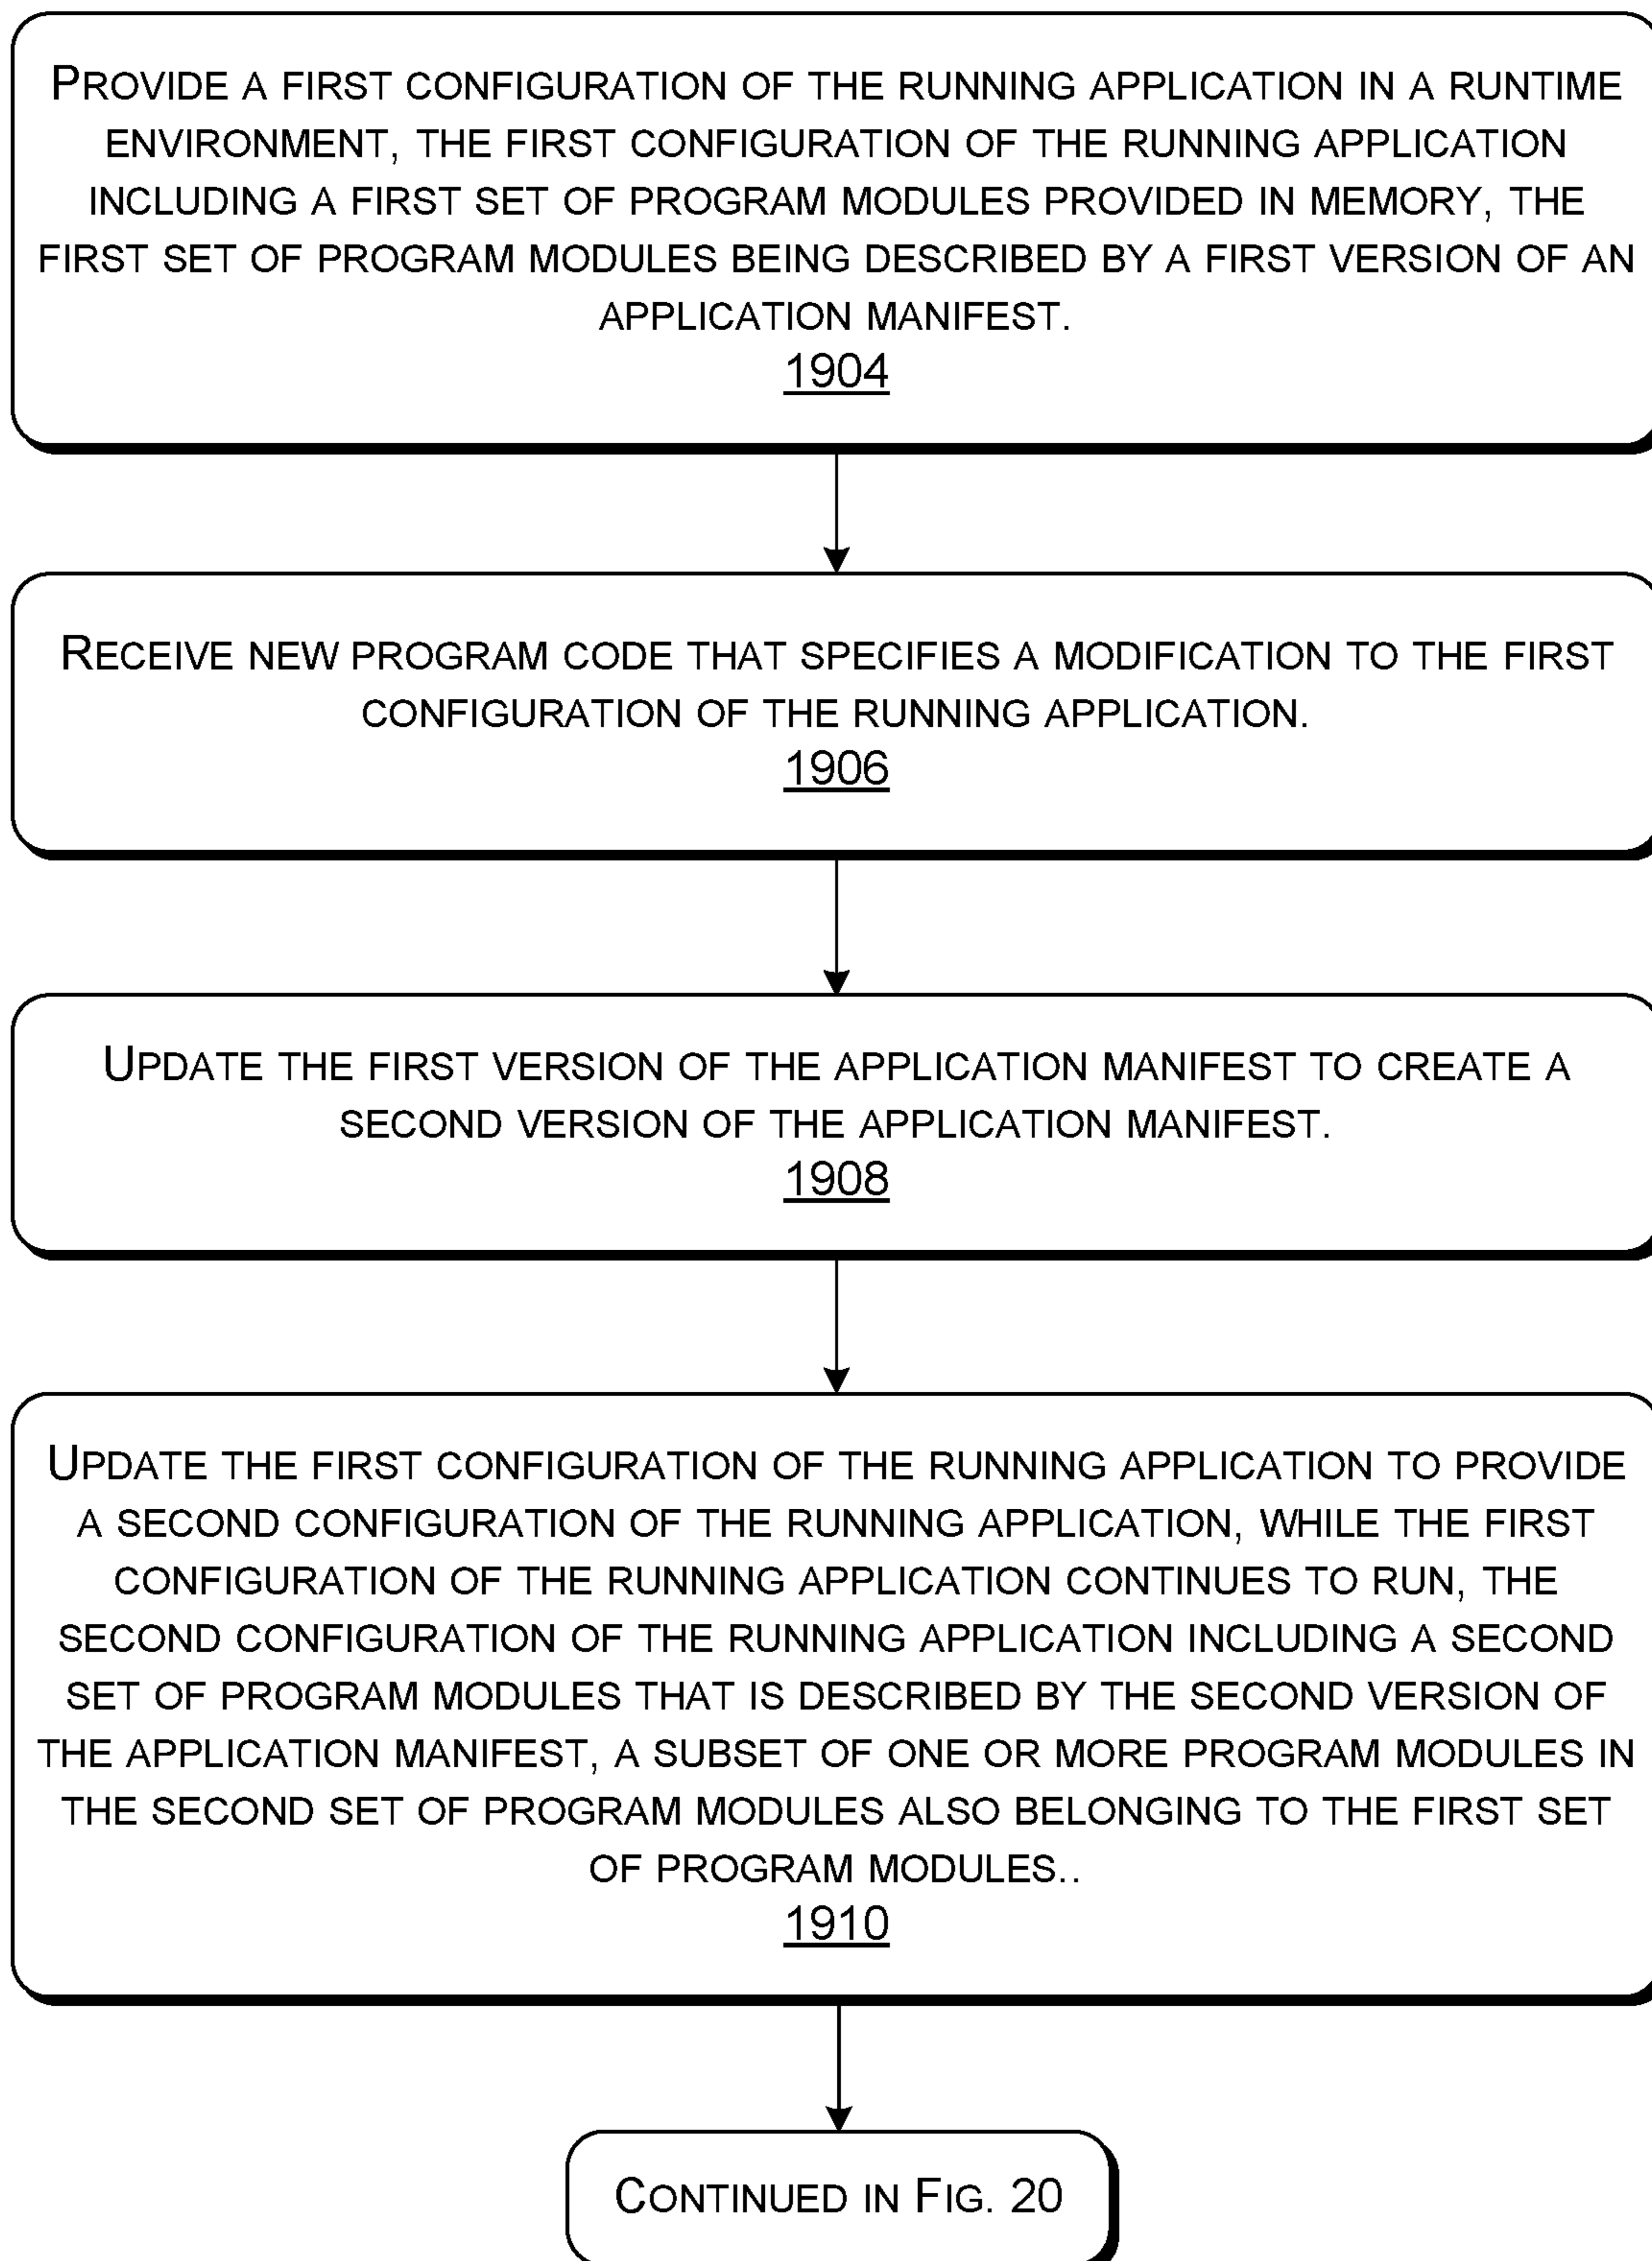 PROVIDE A FIRST CONFIGURATION OF THE RUNNING APPLICATION IN A RUNTIME
ENVIRONMENT, THE FIRST CONFIGURATION OF THE RUNNING APPLICATION
INCLUDING A FIRST SET OF PROGRAM MODULES PROVIDED IN MEMORY, THE
FIRST SET OF PROGRAM MODULES BEING DESCRIBED BY A FIRST VERSION OF AN
APPLICATION MANIFEST.
1904
RECEIVE NEW PROGRAM CODE THAT SPECIFIES A MODIFICATION TO THE FIRST
CONFIGURATION OF THE RUNNING APPLICATION.
1906
UPDATE THE FIRST VERSION OF THE APPLICATION MANIFEST TO CREATE A
SECOND VERSION OF THE APPLICATION MANIFEST.
1908
UPDATE THE FIRST CONFIGURATION OF THE RUNNING APPLICATION TO PROVIDE
A SECOND CONFIGURATION OF THE RUNNING APPLICATION, WHILE THE FIRST
CONFIGURATION OF THE RUNNING APPLICATION CONTINUES TO RUN, THE
SECOND CONFIGURATION OF THE RUNNING APPLICATION INCLUDING A SECOND
SET OF PROGRAM MODULES THAT IS DESCRIBED BY THE SECOND VERSION OF
THE APPLICATION MANIFEST, A SUBSET OF ONE OR MORE PROGRAM MODULES IN
THE SECOND SET OF PROGRAM MODULES ALSO BELONGING TO THE FIRST SET
OF PROGRAM MODULES..
1910
CONTINUED IN FIG. 20